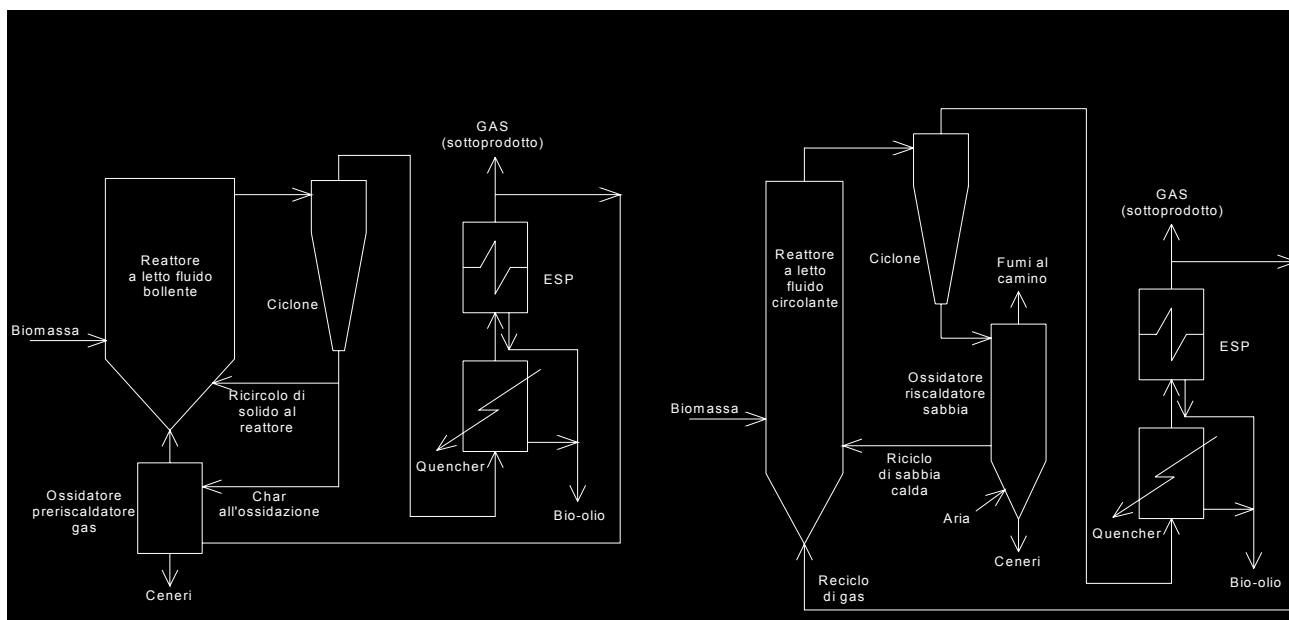 GAS
(sottoprodotto)
Reattore
a letto fluido
bollente
Ciclone
ESP
Biomassa
Ricircolo di
solido al
reattore
Quencher
Ossidatore
preriscaldatore
gas
Char
all'ossidazione
Bio-olio
Ceneri
GAS
(sottoprodotto)
Reattore
a letto
fluido
circolante
Ciclone
Fumi al
camino
ESP
Ossidatore
riscaldatore
sabbia
Biomassa
Riciclo
di sabbia
calda
Aria
Quencher
Ceneri
Reciclo
di gas
Bio-olio